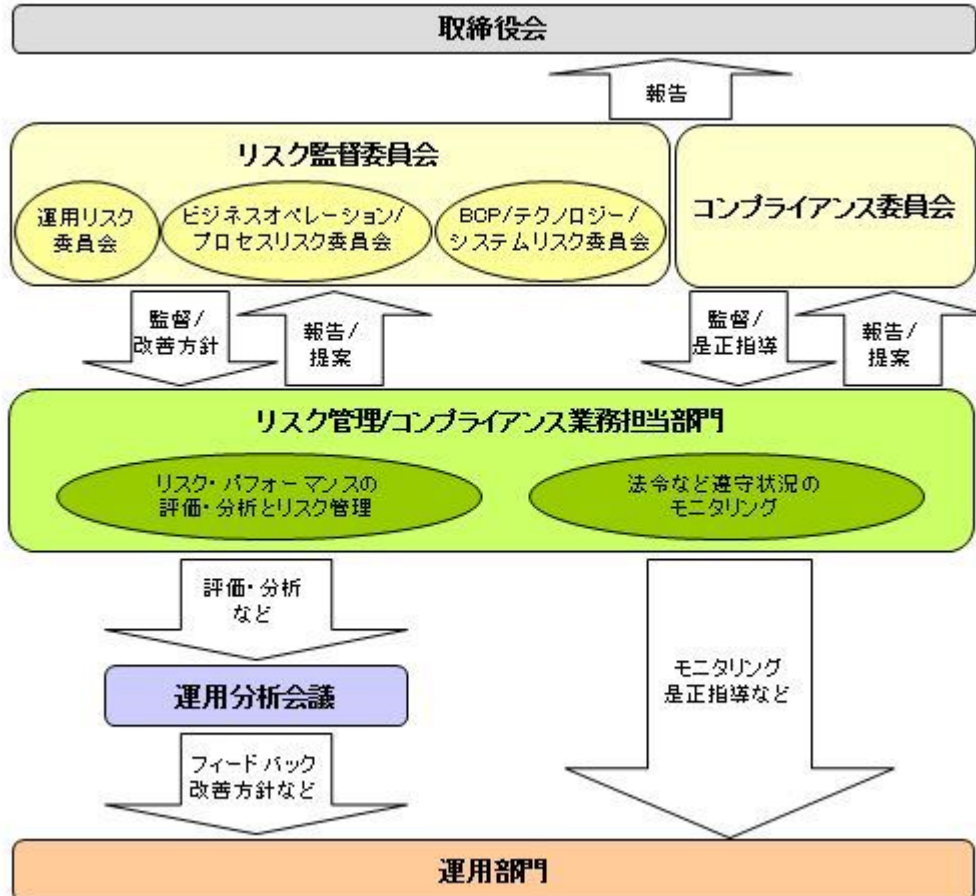 取締役会
報告
リスク監督委員会
運用リスク
委員会
ビジネスオペレーション/
プロセスリスク委員会
BCP/テクノロジー/
システムリスク委員会
コンプライアンス委員会
監督/
改善方針
報告/
提案
監督/
是正指導
報告/
提案
リスク管理/コンプライアンス業務担当部門
リスク・パフォーマンスの
評価・分析とリスク管理
法令など遵守状況の
モニタリング
評価・分析
など
運用分析会議
モニタリング
是正指導など
フィードバック
改善方針など
運用部門